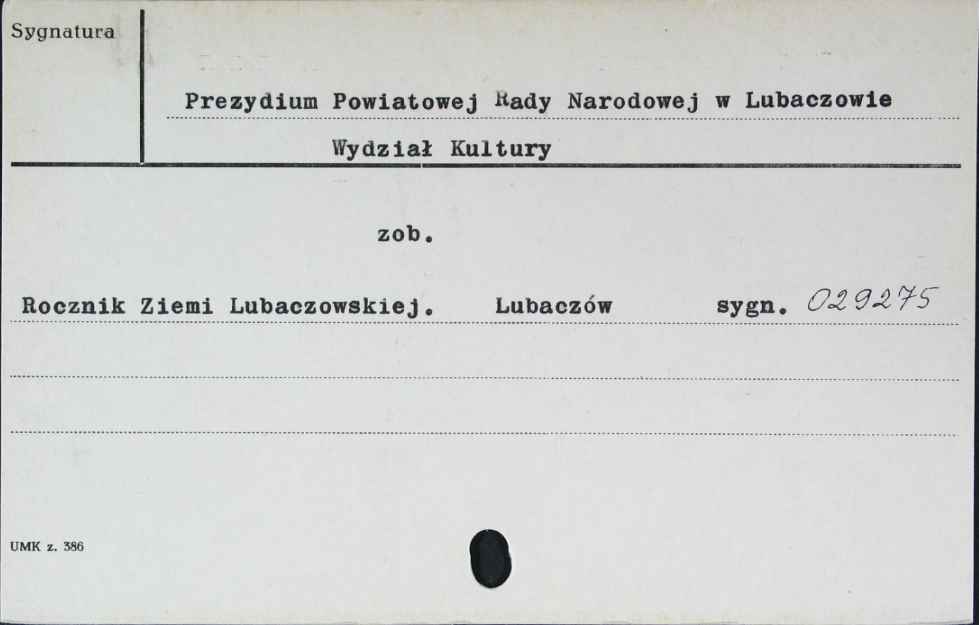 Sygnatura
Prezydium Powiatowej Rady Narodowej w Lubaczowie
Wydział Kultury
zob.
Rocznik Ziemi Lubaczowskiej. Lubaczów sygn. 029275
UMK z. 386